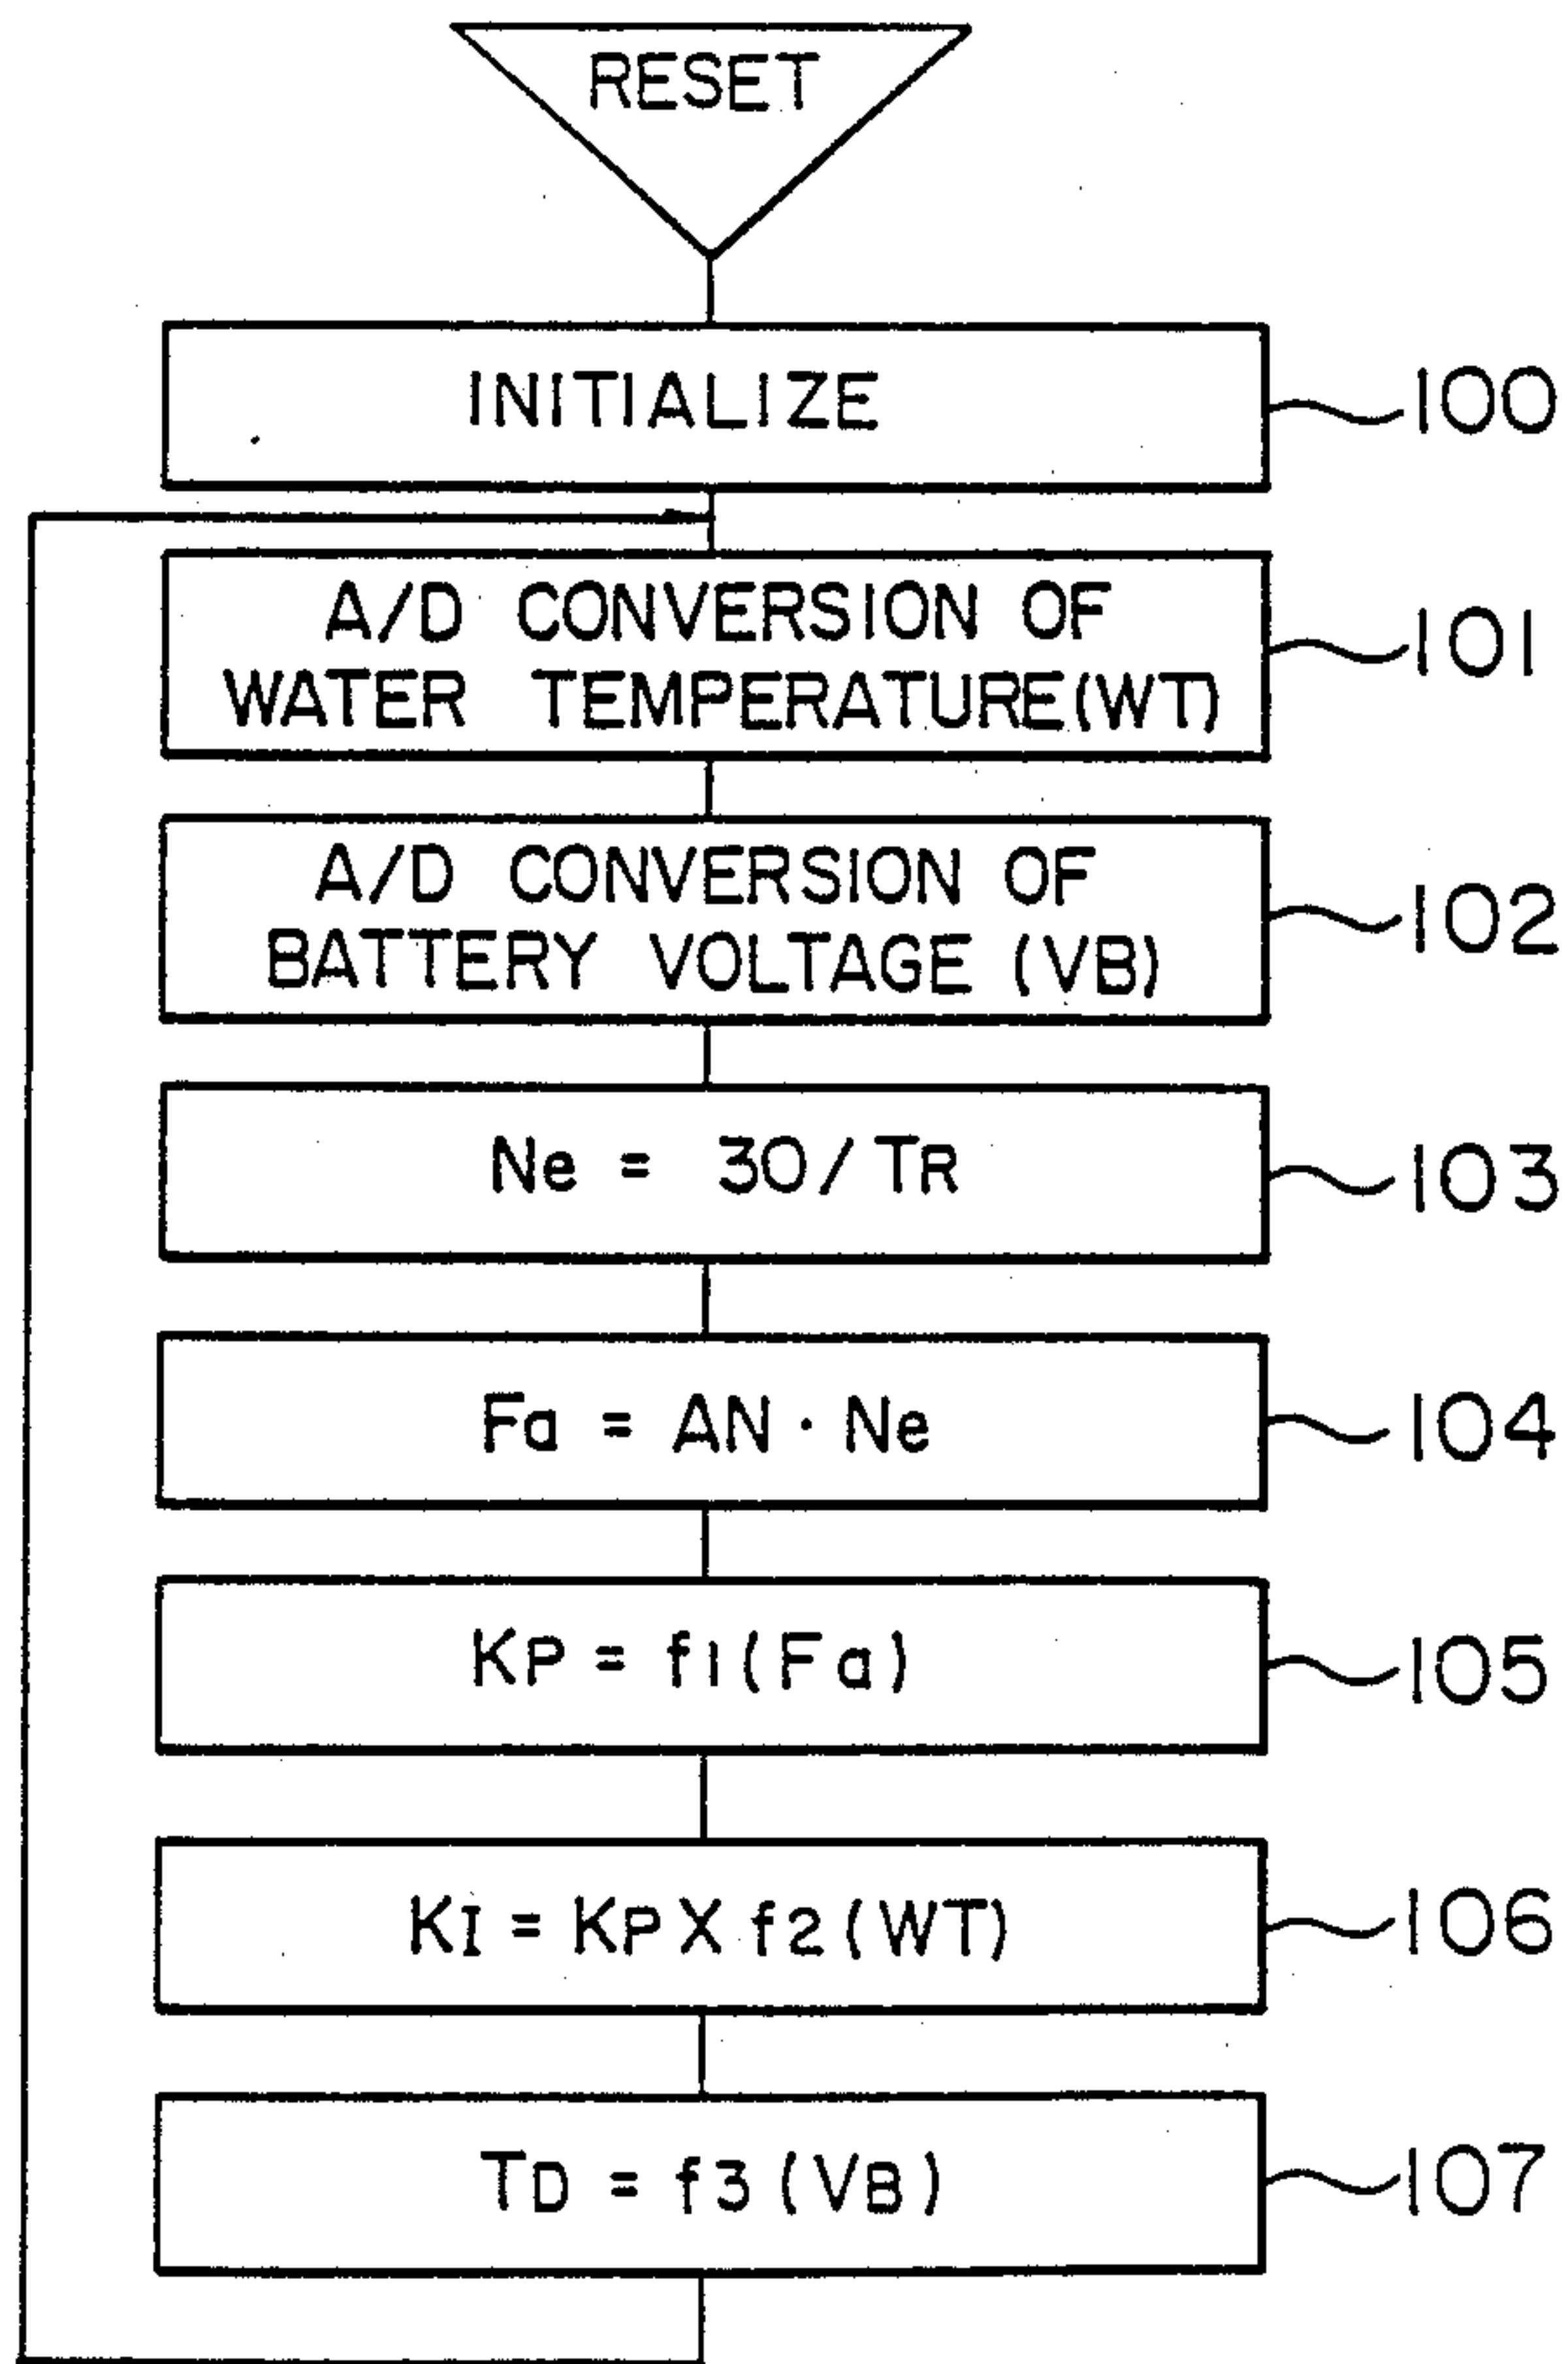 RESET
INITIALIZE
100
A/D CONVERSION OF
WATER TEMPERATURE(WT)
101
A/D CONVERSION OF
BATTERY VOLTAGE (VB)
102
Ne = 30/TR
103
Fa = AN · Ne
104
KP = f1(Fa)
105
KI = KP X f2(WT)
106
TD = f3(VB)
107